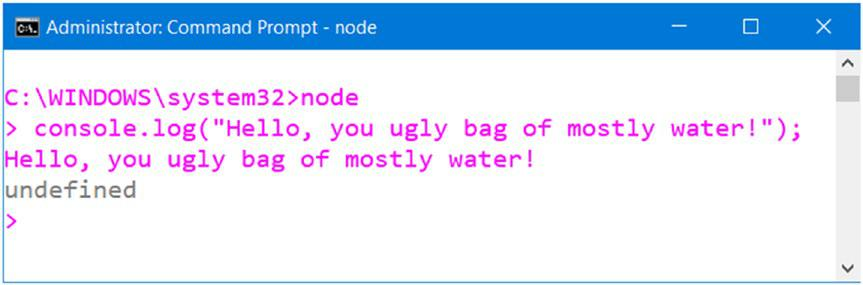 Administrator: Command Prompt - node
C:\WINDOWS\system32>node
> console.log("Hello, you ugly bag of mostly water!");
Hello, you ugly bag of mostly water!
undefined
>